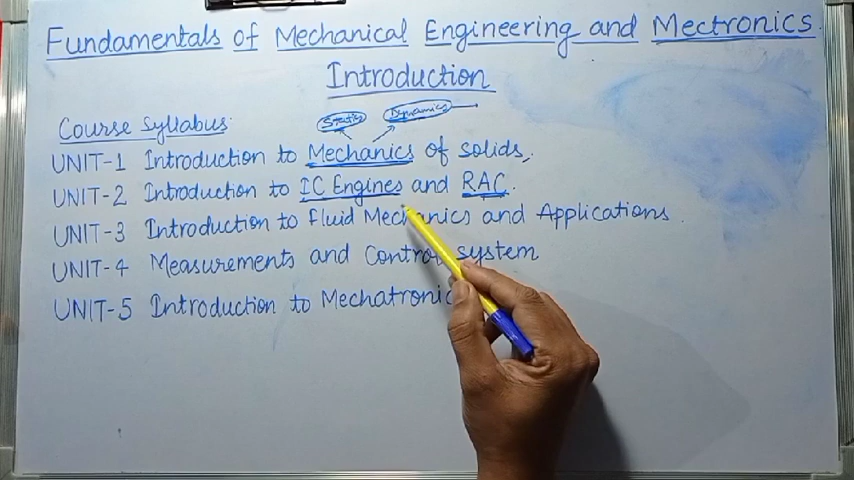 Fundamentals of Mechanical Engineering and Mectronics.
Introduction
Course Syllabus:
Statics Dynamics
UNIT-1 Introduction to Mechanics of solids,.
UNIT-2 Introduction to IC Engines and RAC.
UNIT-3 Introduction to fluid Mechanics and Applications.
UNIT-4 Measurements and Control system
UNIT-5 Introduction to Mechatronic